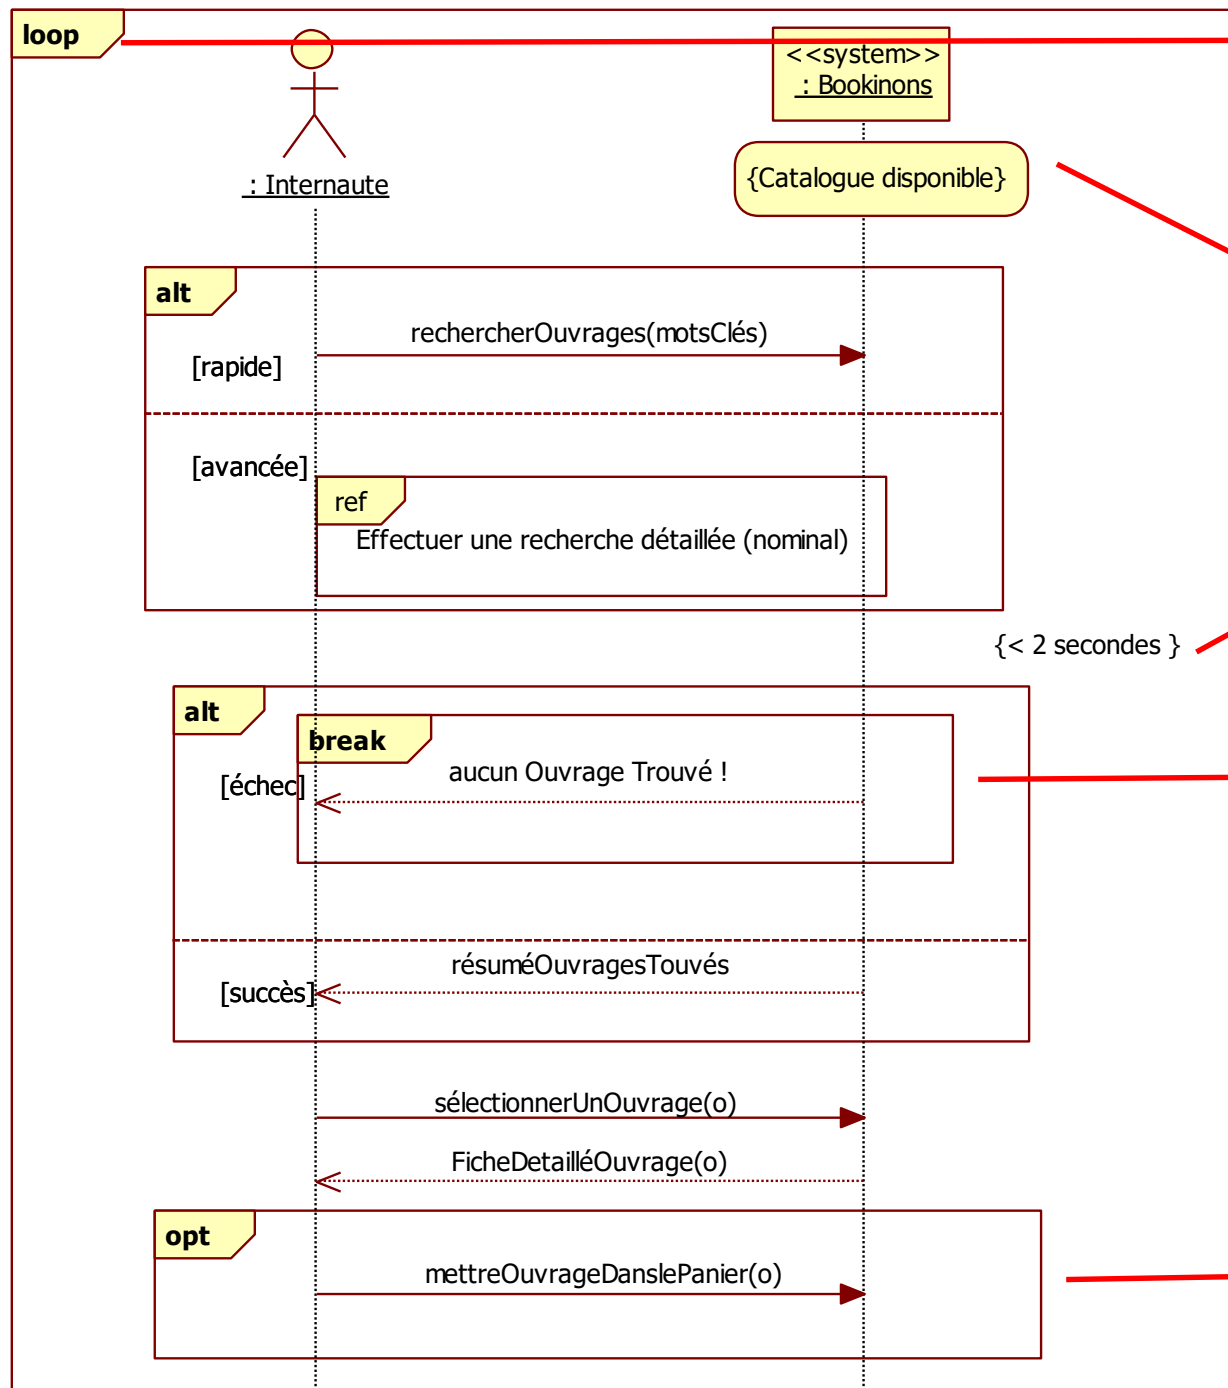 loop
<<system>>
: Bookinons
{Catalogue disponible}
: Internaute
alt
rechercherOuvrages(motsClés)
[rapide]
[avancée]
ref
Effectuer une recherche détaillée (nominal)
{< 2 secondes }
alt
break
aucun Ouvrage Trouvé !
[échec]
résuméOuvragesTouvés
[succès]
sélectionnerUnOuvrage(o)
FicheDetailléOuvrage(o)
opt
mettreOuvrageDanslePanier(o)